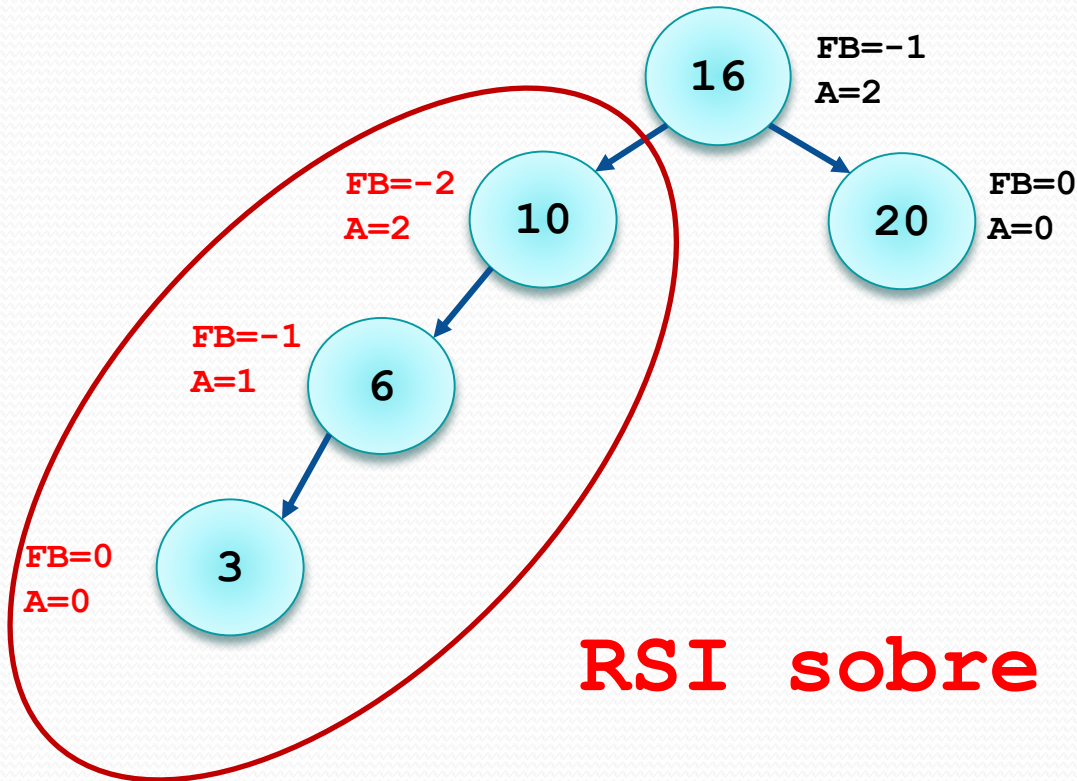 16
FB=-1
A=2
FB=-2
A=2
10
20
FB=0
A=0
FB=-1
A=1
6
FB=0
A=0
3
RSI sobre